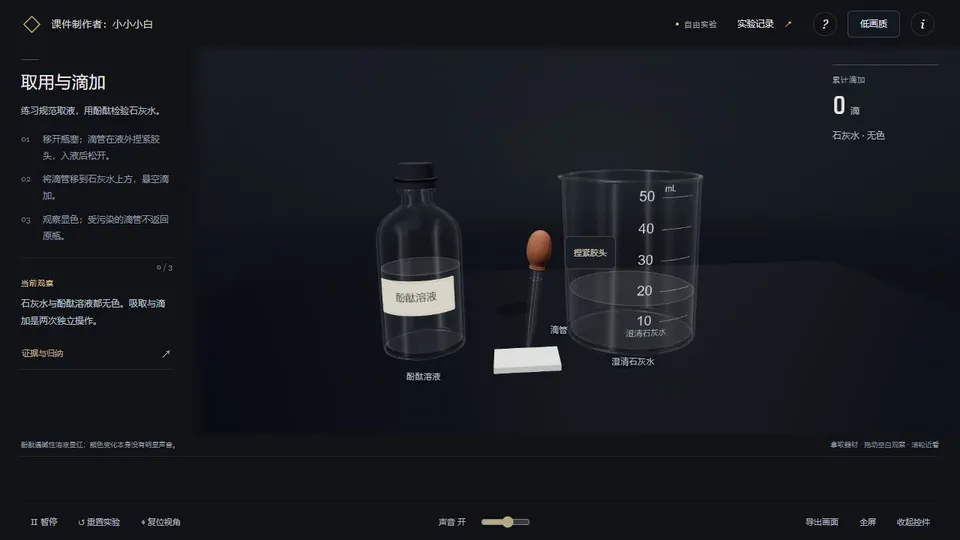 课件制作者：小小小白
自由实验
实验记录 ↗
?
低画质
i
取用与滴加
练习规范取液，用酚酞检验石灰水。
01 移开瓶塞；滴管在液外捏紧胶
头，入液后松开。
02 将滴管移到石灰水上方，悬空滴
加。
03 观察显色；受污染的滴管不返回
原瓶。
0 / 3
当前观察
石灰水与酚酞溶液都无色。吸取与滴
加是两次独立操作。
证据与归纳 ↗
累计滴加
0 滴
石灰水 · 无色
50 mL
40
30
20
10
捏紧胶头
酚酞溶液
滴管
澄清石灰水
澄清石灰水
酚酞溶液
酚酞遇碱性溶液显红；颜色变化本身没有明显声音。
拿取器材 · 拖动空白观察 · 滚轮近看
暂停
↺ 重置实验
复位视角
声音 开
导出画面
全屏
收起控件